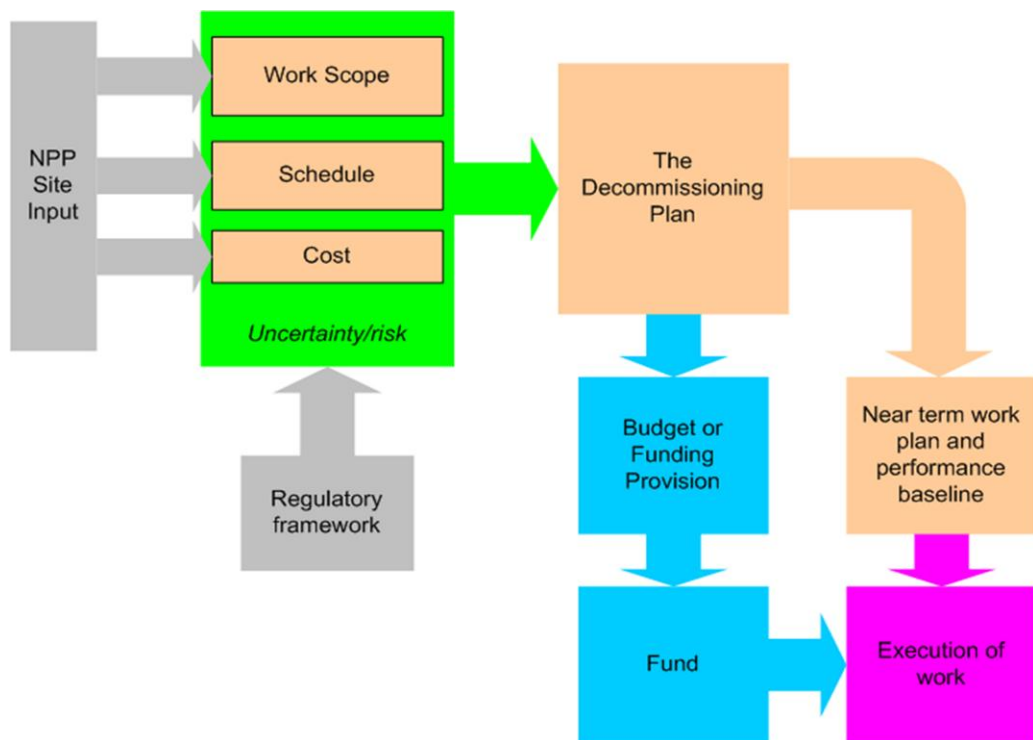 NPP
Site
Input
Work Scope
Schedule
Cost
Uncertainty/risk
Regulatory
framework
The
Decommissioning
Plan
Budget or
Funding
Provision
Near term work
plan and
performance
baseline
Fund
Execution of
work